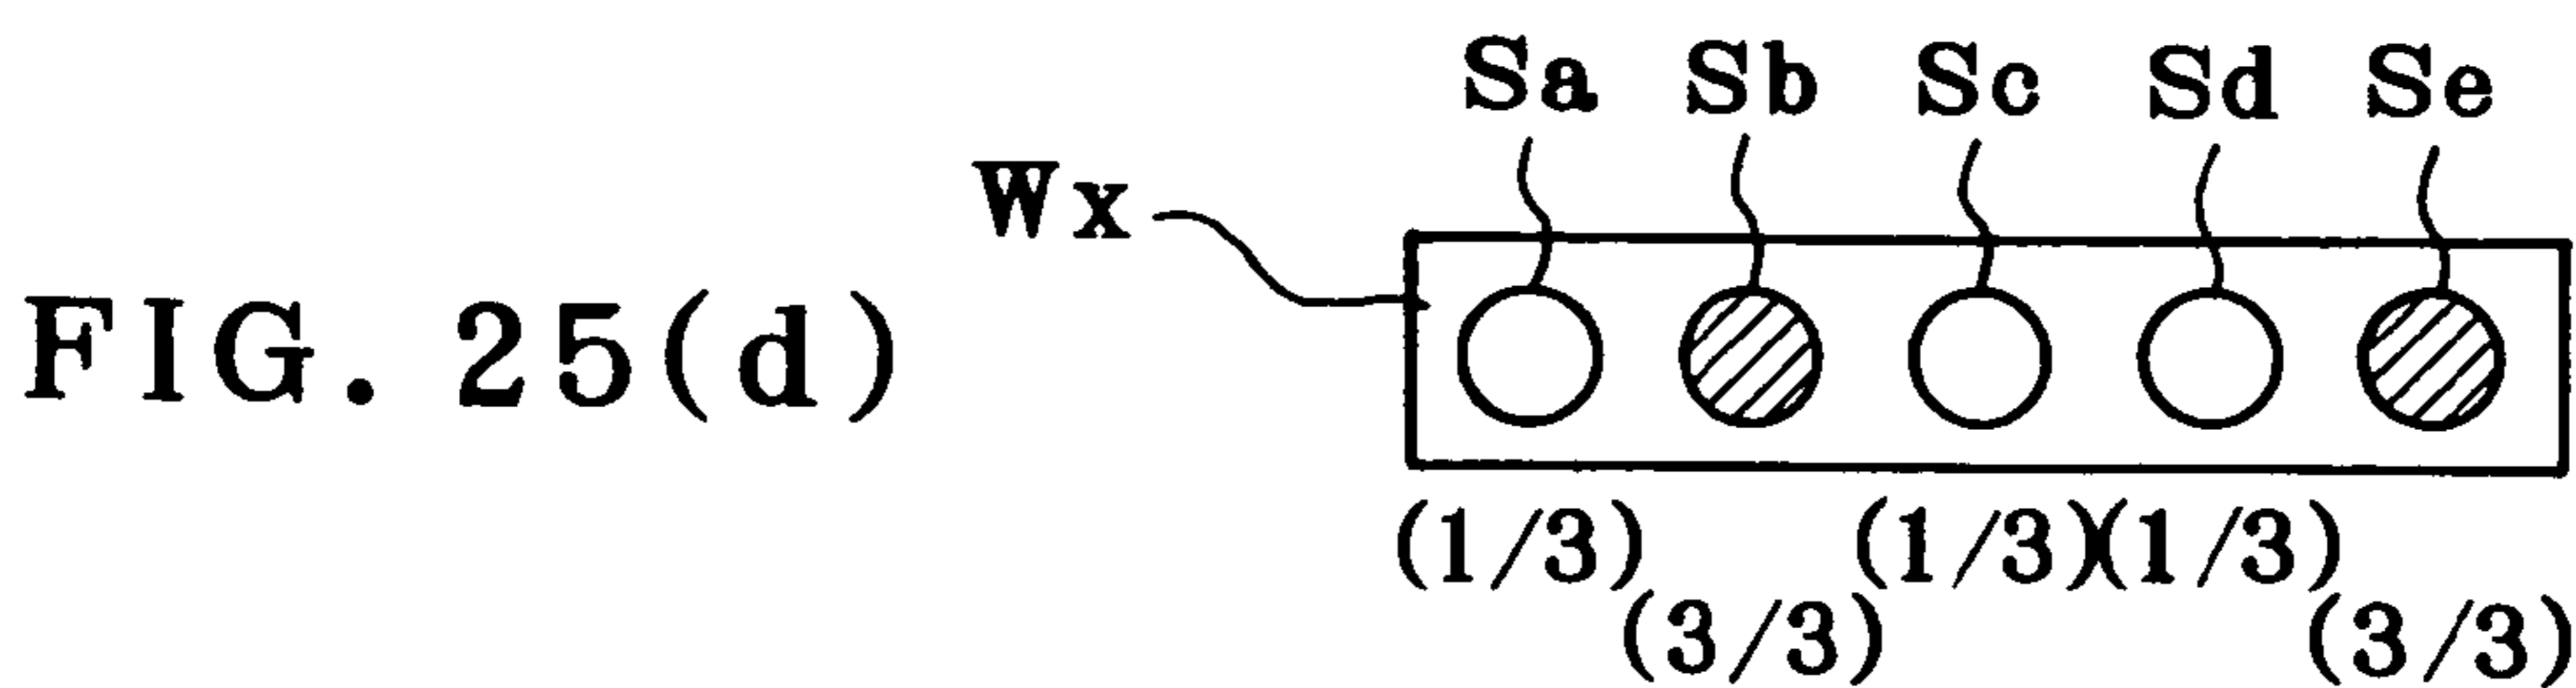 Sa Sb Sc Sd Se
Wx
FIG. 25(d)
(1/3) (1/3)(1/3)
(3/3) (3/3)